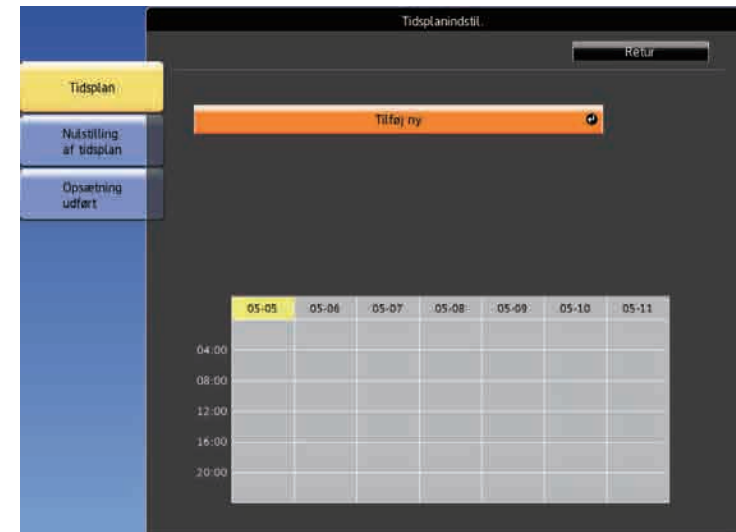 Tidsplanindstil.
Retur
Tidsplan
Tilføj ny
Nulstilling
af tidsplan
Opsætning
udført
05-05 05-06 05-07 05-08 05-09 05-10 05-11
04:00
08:00
12:00
16:00
20:00